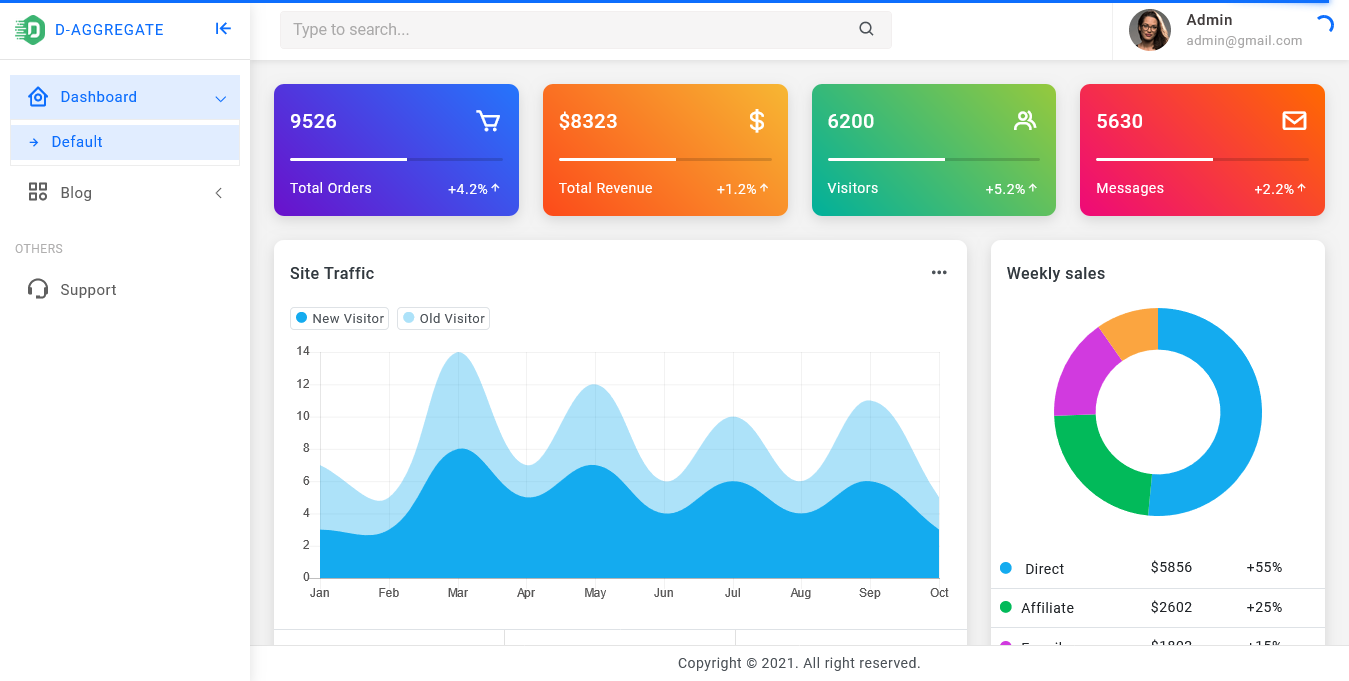 D-AGGREGATE
Type to search...
Admin
admin@gmail.com
Dashboard
Default
Blog
OTHERS
Support
9526
Total Orders +4.2%
$8323
Total Revenue +1.2%
6200
Visitors +5.2%
5630
Messages +2.2%
Site Traffic
New Visitor Old Visitor
14
12
10
8
6
4
2
0
Jan Feb Mar Apr May Jun Jul Aug Sep Oct
Weekly sales
Direct $5856 +55%
Affiliate $2602 +25%
Copyright © 2021. All right reserved.